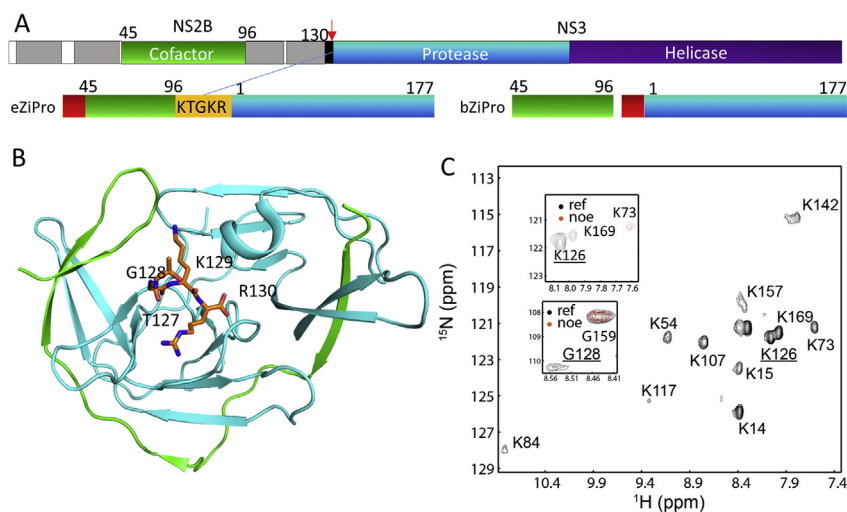 A
NS2B
NS3
45
96
130
Cofactor
Protease
Helicase
45
96
1
177
eZiPro
KTGKR
45
96
1
177
bZiPro
B
G128
K129
T127
R130
C
113
115
117
119
121
123
125
127
129
15N (ppm)
10.4
9.9
9.4
8.9
8.4
7.9
7.4
1H (ppm)
K142
K157
K169
K126
K73
K54
K107
K15
K117
K14
K84
ref
noe
K73
K169
K126
121
122
123
8.1 8.0 7.9 7.8 7.7 7.6
ref
noe
G159
G128
108
109
110
8.56 8.51 8.46 8.41